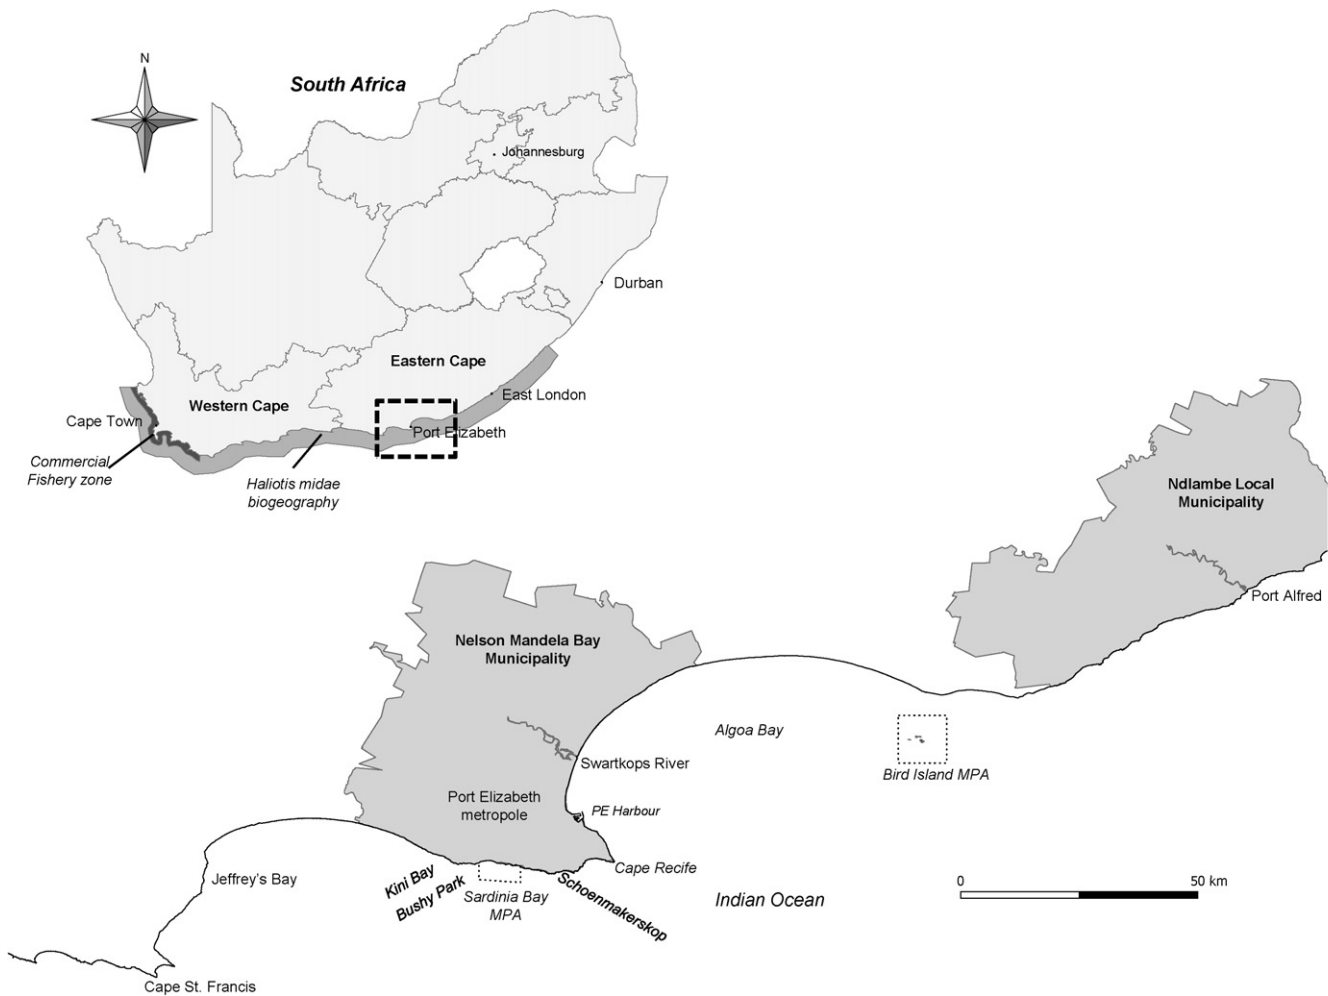 N
South Africa
Johannesburg
Durban
Eastern Cape
East London
Western Cape
Cape Town
Port Elizabeth
Commercial
Fishery zone
Haliotis midae
biogeography
Ndlambe Local
Municipality
Port Alfred
Nelson Mandela Bay
Municipality
Algoa Bay
Swartkops River
Bird Island MPA
Port Elizabeth
metropole
PE Harbour
Cape Recife
Jeffrey's Bay
Kini Bay
Bushy Park
Sardinia Bay
MPA
Schoenmakerskop
Indian Ocean
0
50 km
Cape St. Francis